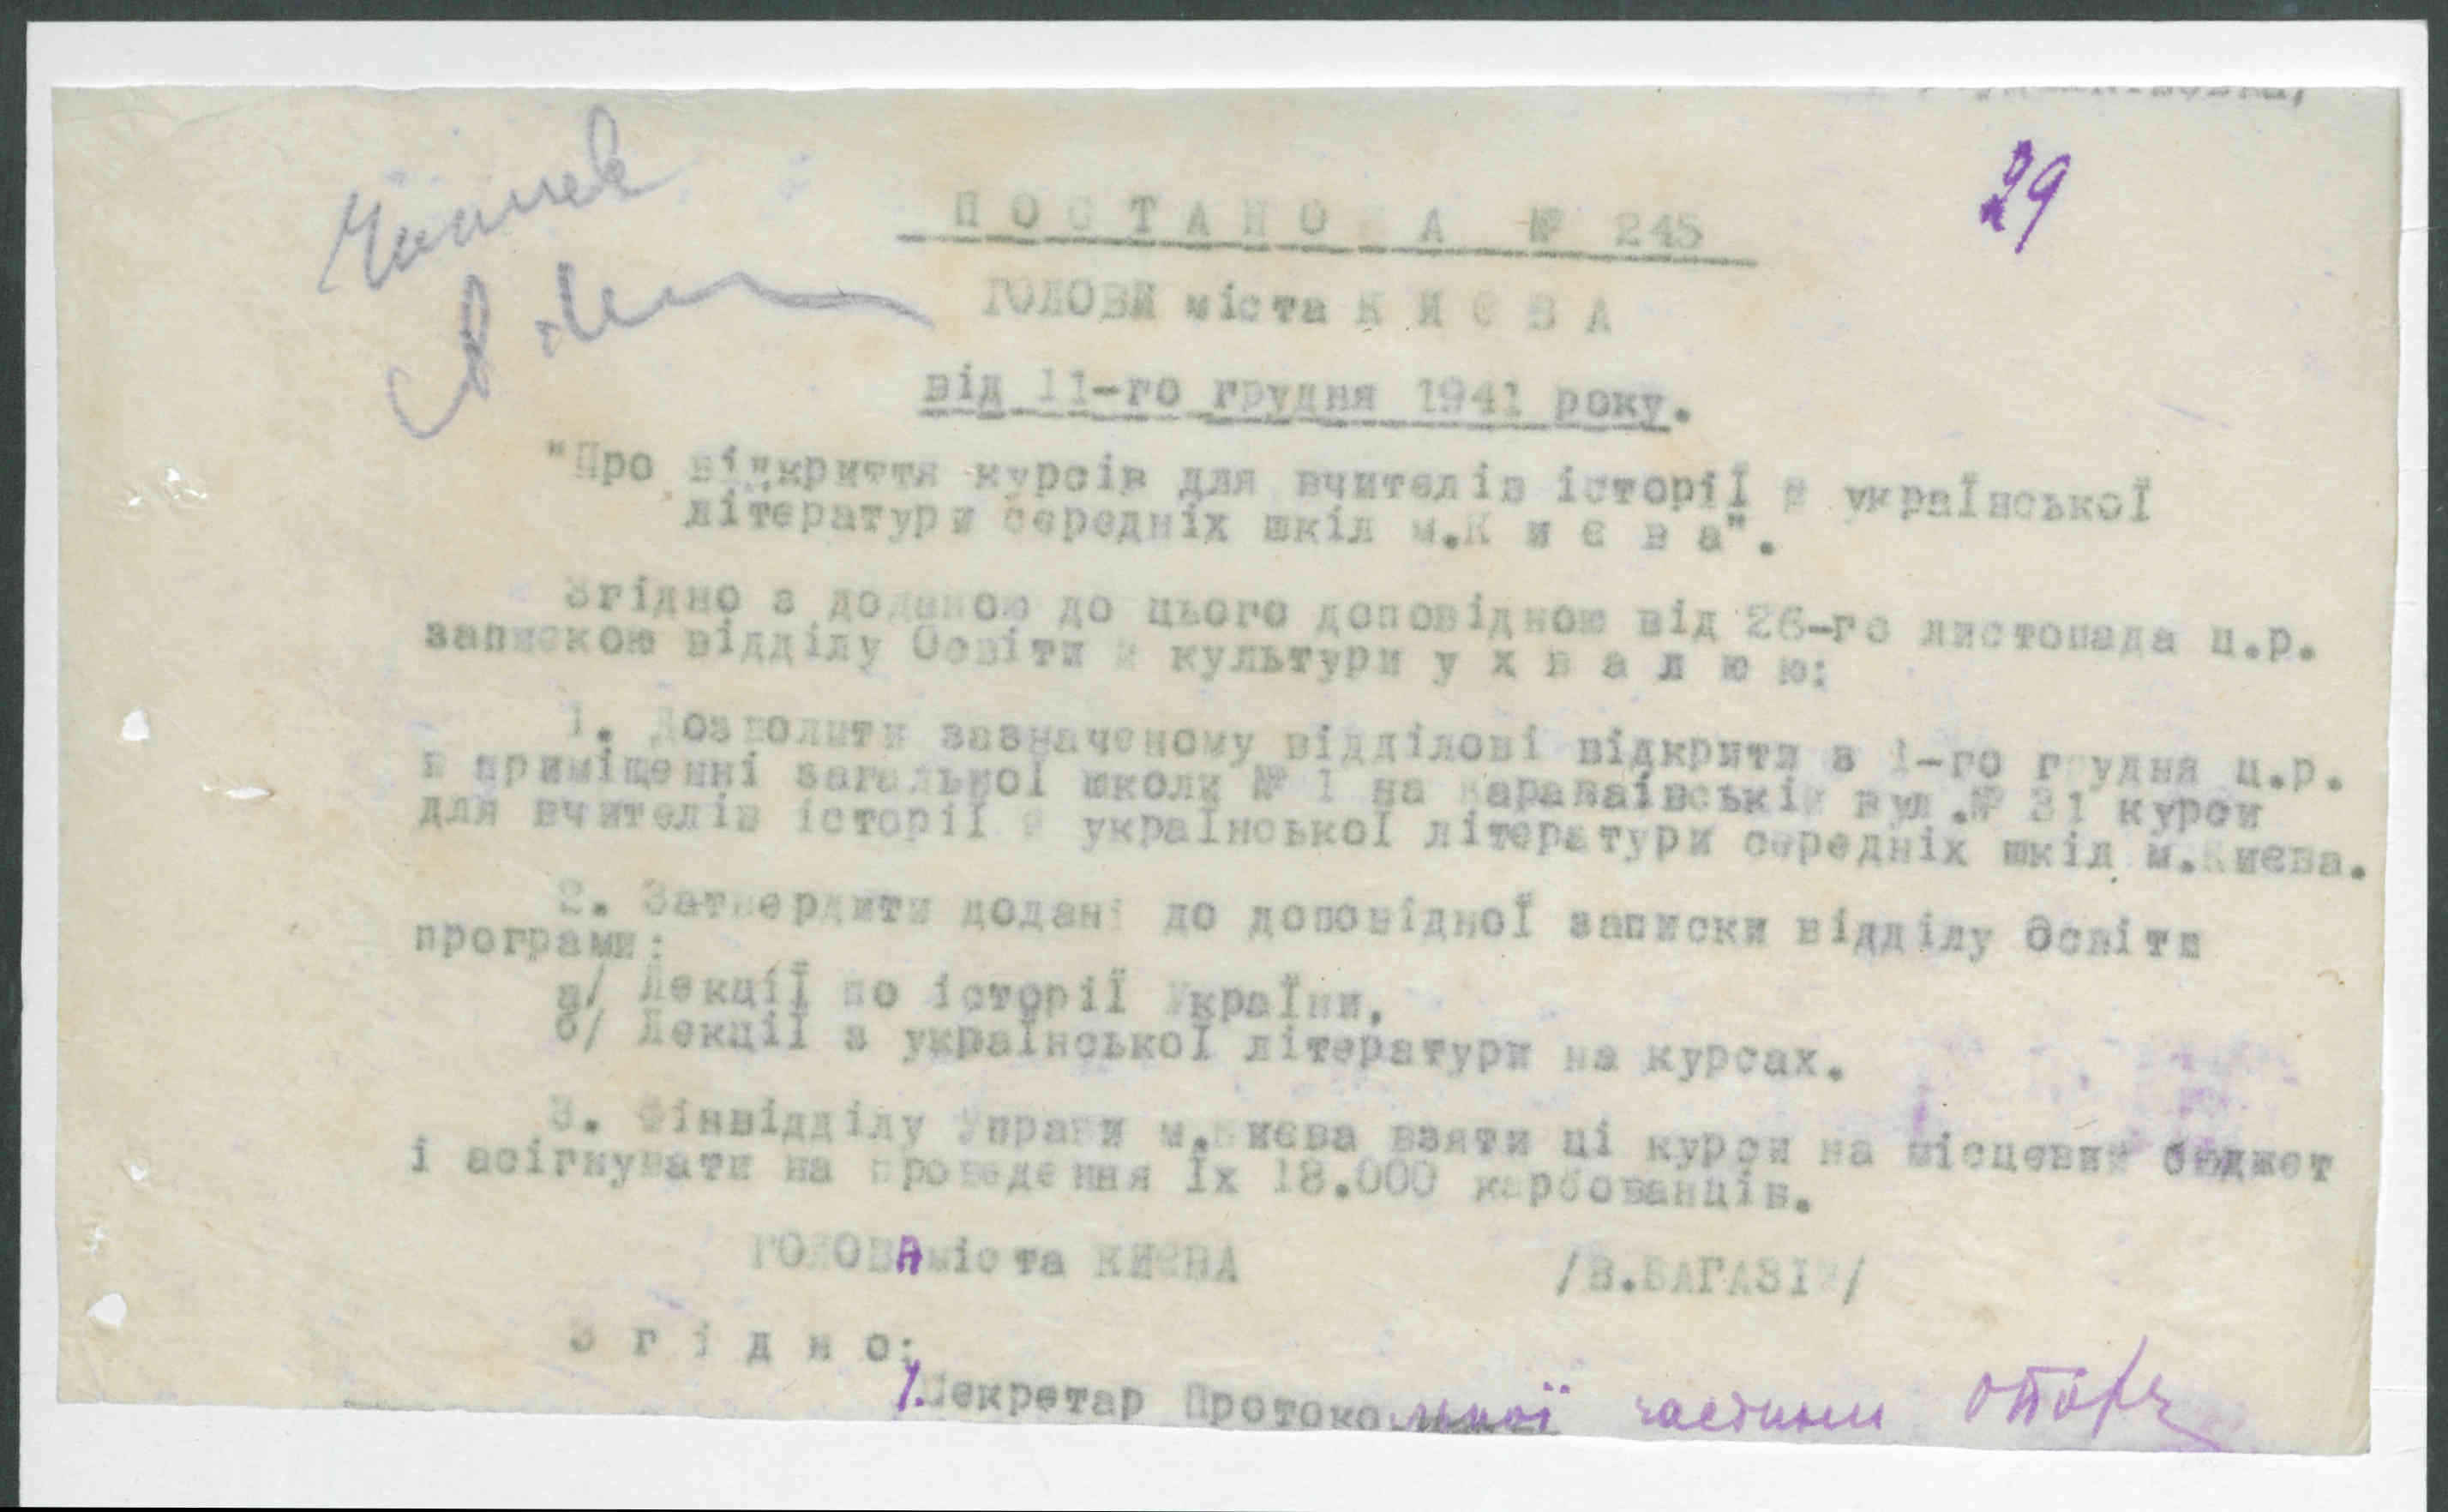 29
ПОСТАНОВА № 245
ГОЛОВИ міста КИЄВА
від 11-го грудня 1941 року.
"Про відкриття курсів для вчителів історії й української
літератури середніх шкіл м.Києва".
Згідно з доданою до цього доповідною від 26-го листопада ц.р.
запискою відділу Освіти й культури ухвалюю:
1. Дозволити зазначеному відділові відкрити з 1-го грудня ц.р.
в приміщенні загальної школи № 1 на Караваївській вул.№ 31 курси
для вчителів історії й української літератури середніх шкіл м.Києва.
2. Затвердити додані до доповідної записки відділу Освіти
програми:
а/ Лекції по історії України.
б/ Лекції з української літератури на курсах.
3. Фінвідділу Управи м.Києва взяти ці курси на місцевий бюджет
і асігнувати на проведення їх 18.000 карбованців.
ГОЛОВА міста КИЄВА /В.БАГАЗІЙ/
Згідно:
Секретар Протокольної частини